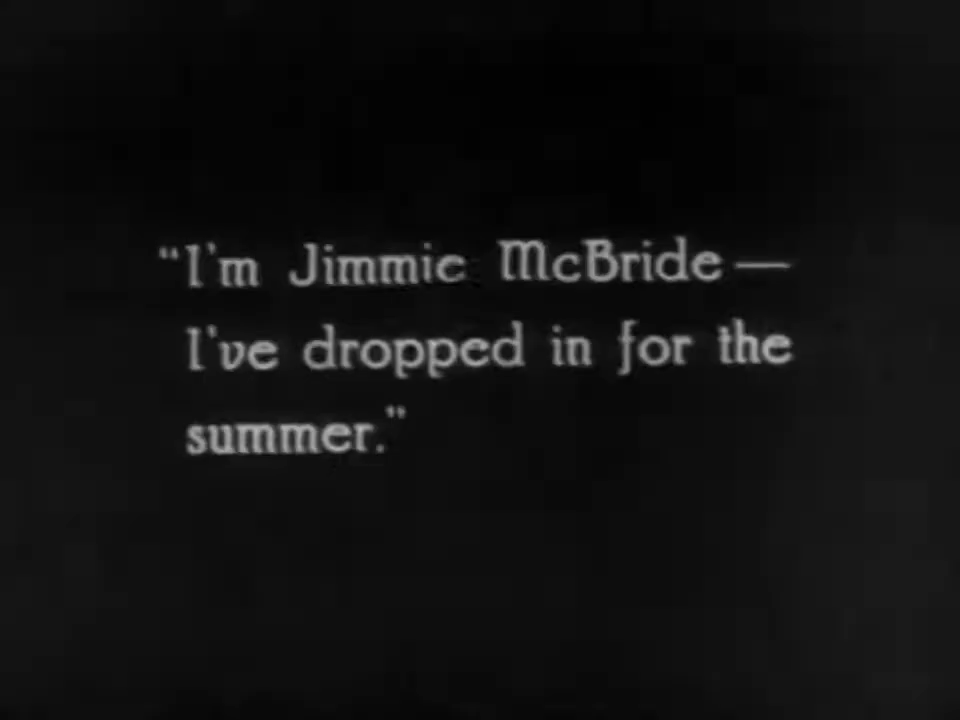 "I'm Jimmie McBride —
I've dropped in for the
summer."